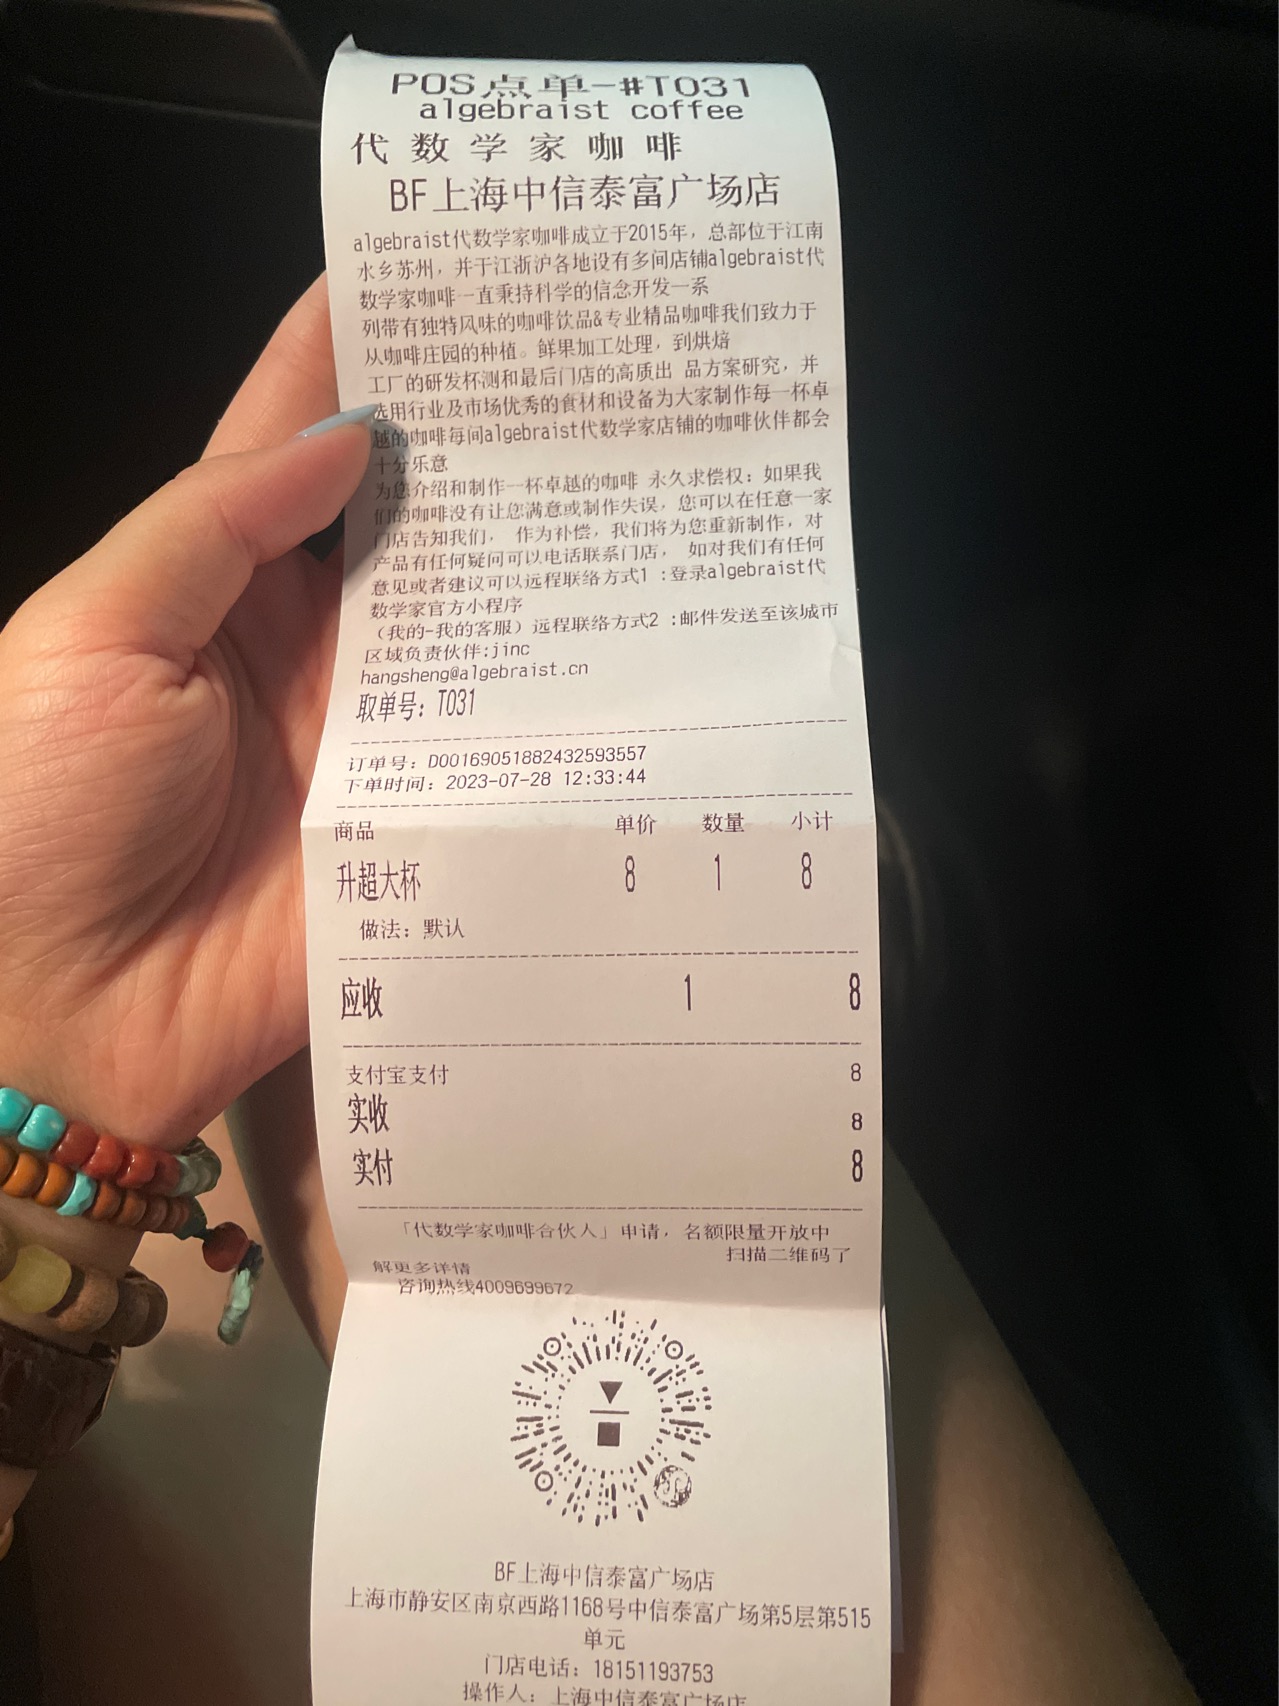 POS点单-#T031
algebraist coffee
代数学家咖啡
BF上海中信泰富广场店
algebraist代数学家咖啡成立于2015年，总部位于江南
水乡苏州，并于江浙沪各地设有多间店铺algebraist代
数学家咖啡一直秉持科学的信念开发一系
列带有独特风味的咖啡饮品&专业精品咖啡我们致力于
从咖啡庄园的种植。鲜果加工处理，到烘焙
工厂的研发杯测和最后门店的高质出 品方案研究，并
选用行业及市场优秀的食材和设备为大家制作每一杯卓
越的咖啡每间algebraist代数学家店铺的咖啡伙伴都会
十分乐意
为您介绍和制作一杯卓越的咖啡 永久求偿权：如果我
们的咖啡没有让您满意或制作失误，您可以在任意一家
门店告知我们， 作为补偿，我们将为您重新制作，对
产品有任何疑问可以电话联系门店， 如对我们有任何
意见或者建议可以远程联络方式1 :登录algebraist代
数学家官方小程序
（我的-我的客服）远程联络方式2 :邮件发送至该城市
区域负责伙伴:jinc
hangsheng@algebraist.cn
取单号：T031
订单号：D00169051882432593557
下单时间：2023-07-28 12:33:44
商品 单价 数量 小计
升超大杯 8 1 8
做法：默认
应收 1 8
支付宝支付 8
实收 8
实付 8
「代数学家咖啡合伙人」申请，名额限量开放中
扫描二维码了
解更多详情
咨询热线4009699672
BF上海中信泰富广场店
上海市静安区南京西路1168号中信泰富广场第5层第515
单元
门店电话：18151193753
操作人：上海中信泰富广场店